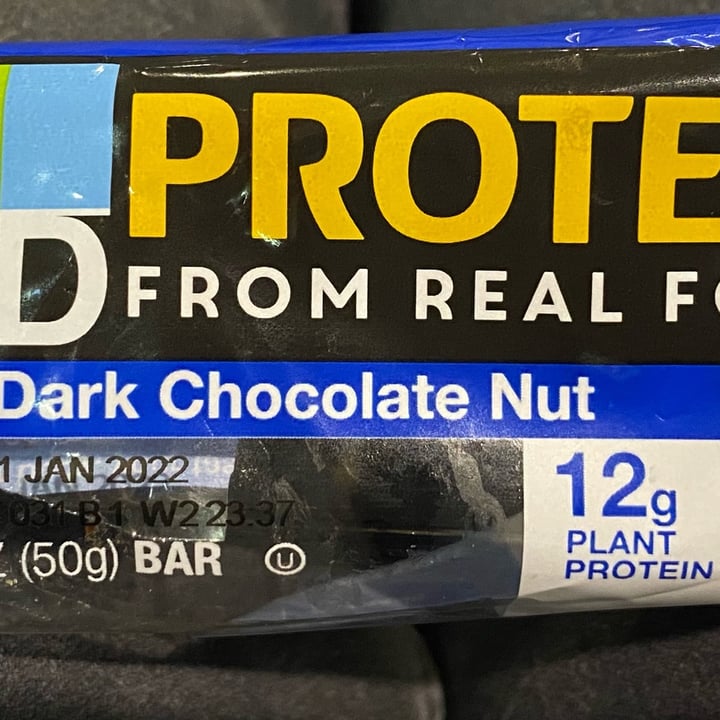 D PROTE
FROM REAL FO
Dark Chocolate Nut
1 JAN 2022
031 B1 W2 23:37
(50g) BAR U
12g
PLANT
PROTEIN